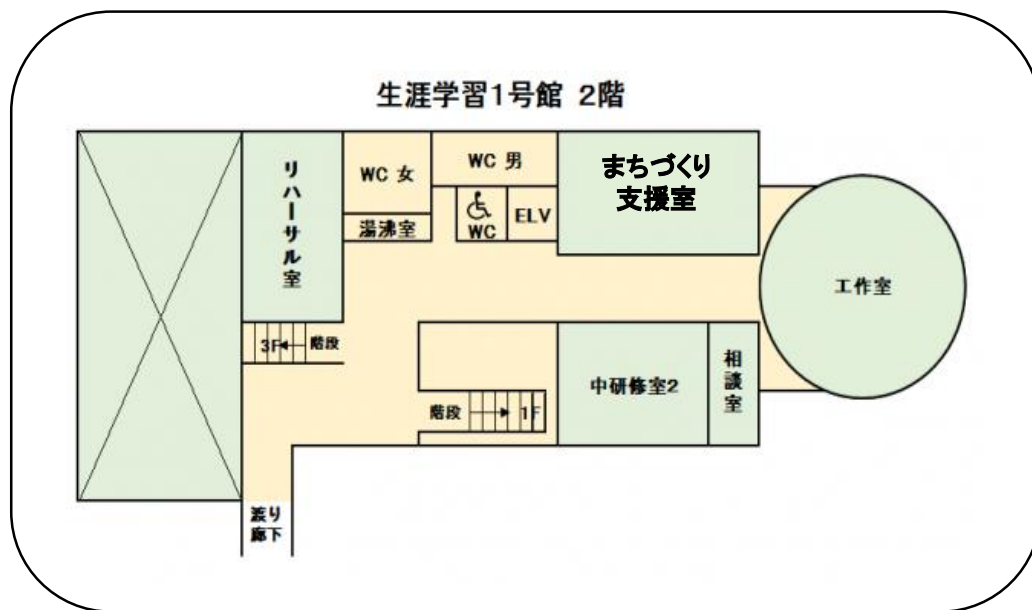 生涯学習1号館 2階
リハーサル室
WC 女
湯沸室
WC 男
WC
ELV
まちづくり
支援室
工作室
3F
階段
階段
1F
中研修室2
相談室
渡り
廊下